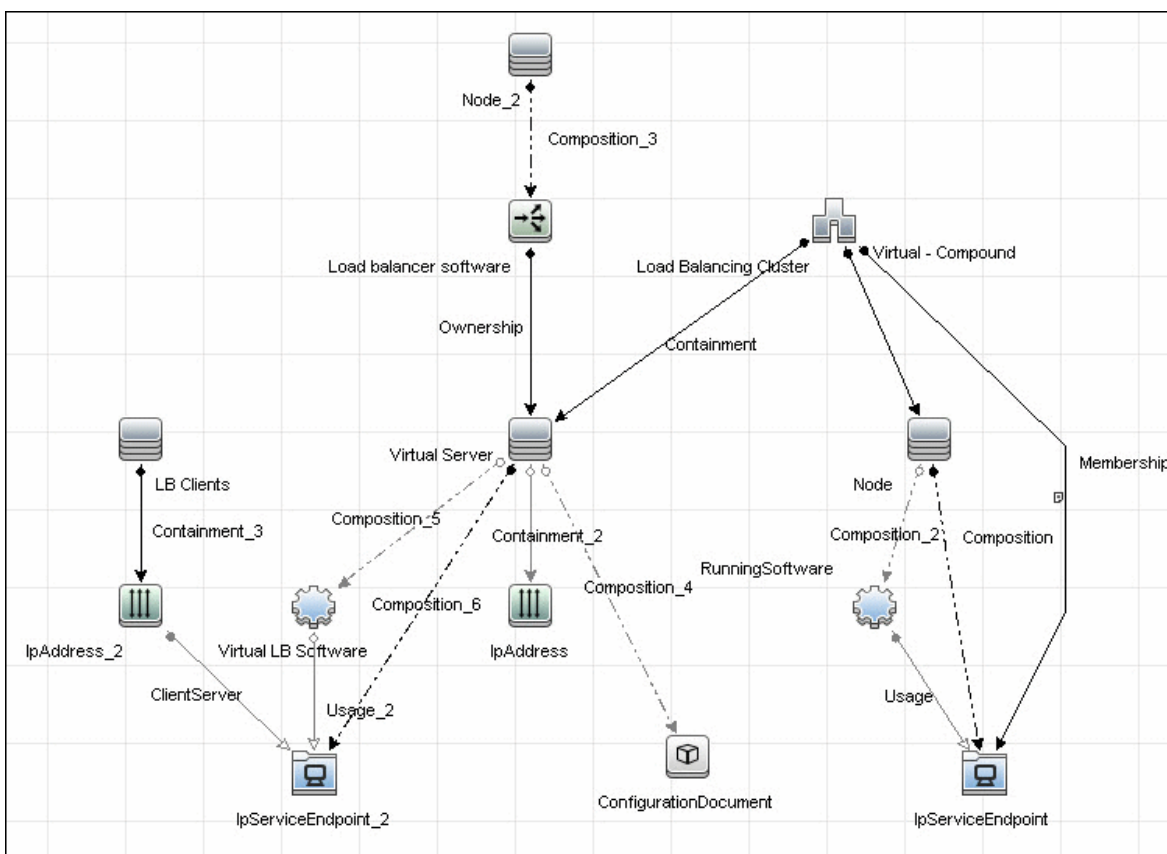 Node_2
Composition_3
Load balancer software
Load Balancing Cluster
Virtual - Compound
Ownership
Containment
Virtual Server
Membership
LB Clients
Node
Containment_3
Composition_5
Containment_2
Composition_2
Composition
RunningSoftware
Composition_6
Composition_4
IpAddress_2
Virtual LB Software
IpAddress
ClientServer
Usage_2
Usage
IpServiceEndpoint_2
ConfigurationDocument
IpServiceEndpoint